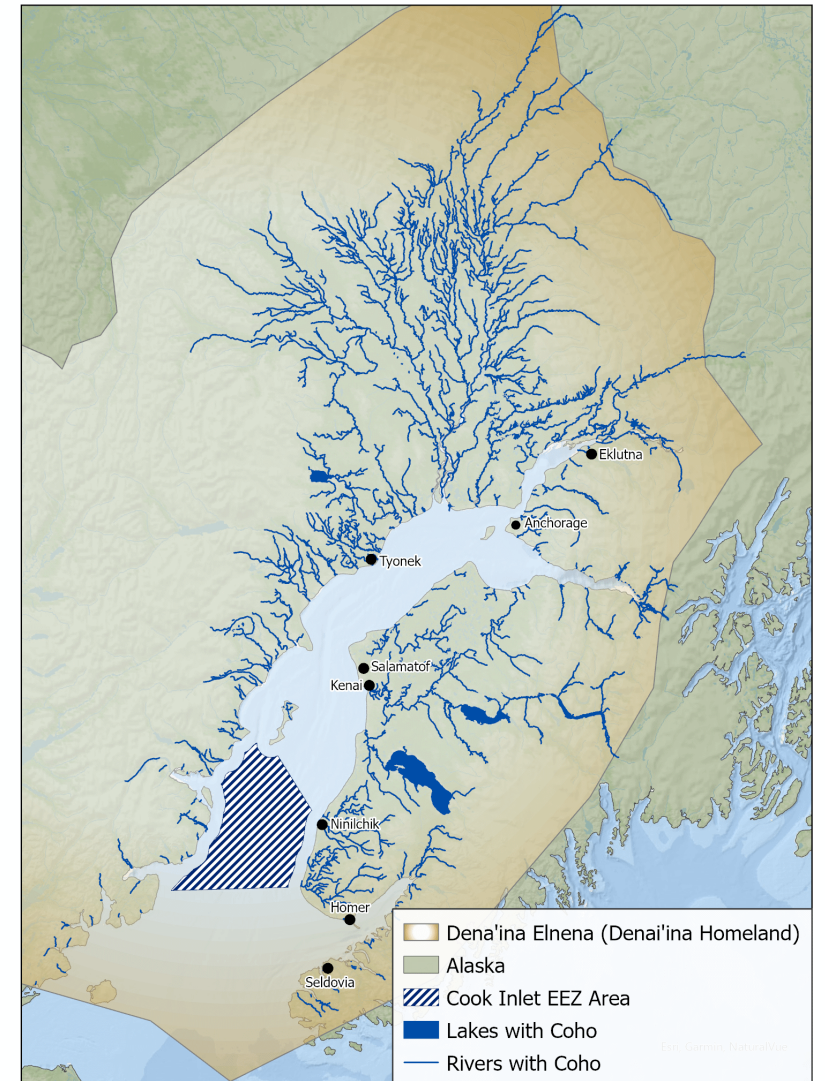 Eklutna
Anchorage
Tyonek
Salamatof
Kenai
Ninilchik
Homer
Seldovia
Dena'ina Elnena (Denai'ina Homeland)
Alaska
Cook Inlet EEZ Area
Lakes with Coho
Rivers with Coho